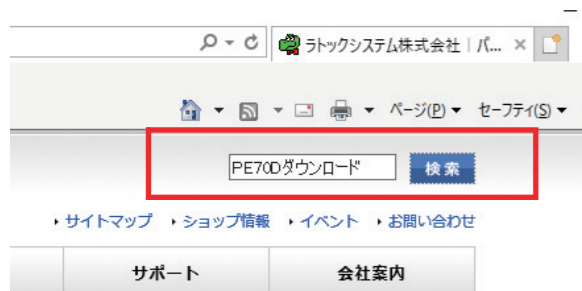 ラトックシステム株式会社 | パ...
ページ(P) セーフティ(S)
PE70Dダウンロード 検索
サイトマップ ショップ情報 イベント お問い合わせ
サポート 会社案内